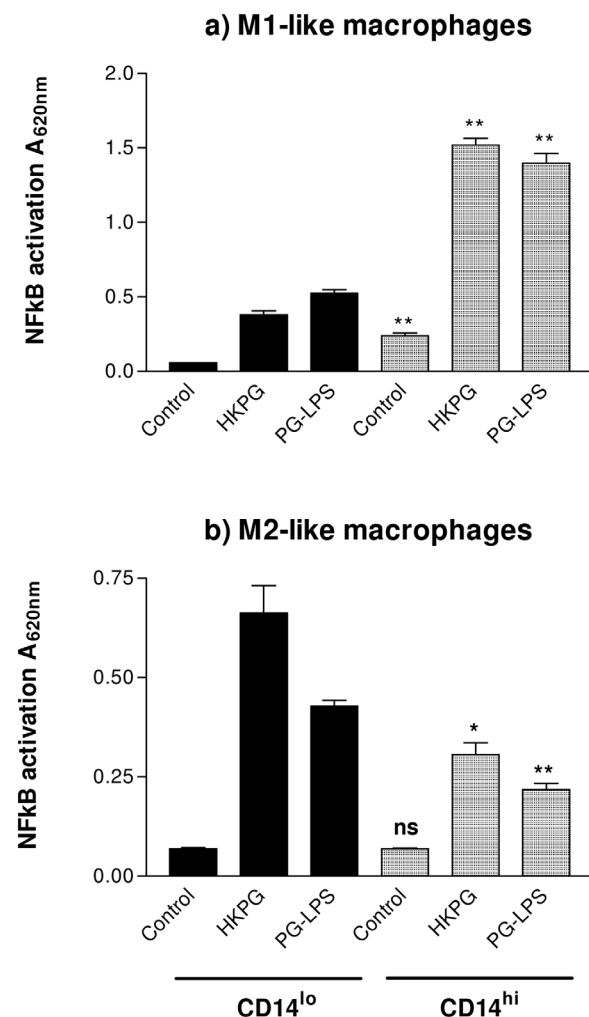 a) M1-like macrophages
NFkB activation A620nm
2.0
1.5
1.0
0.5
0.0
**
**
**
Control
HKPG
PG-LPS
Control
HKPG
PG-LPS
b) M2-like macrophages
NFkB activation A620nm
0.75
0.50
0.25
0.00
ns
*
**
Control
HKPG
PG-LPS
Control
HKPG
PG-LPS
CD14lo
CD14hi